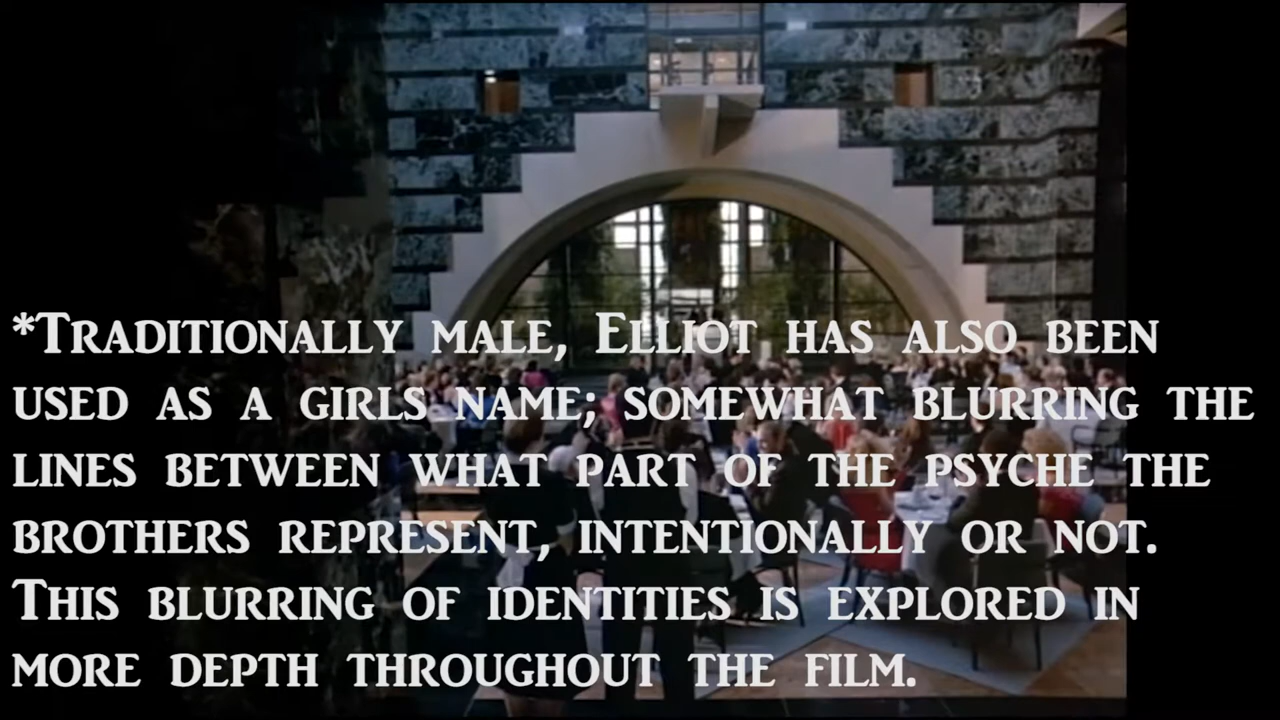 *Traditionally male, Elliot has also been
used as a girls name; somewhat blurring the
lines between what part of the psyche the
brothers represent, intentionally or not.
This blurring of identities is explored in
more depth throughout the film.